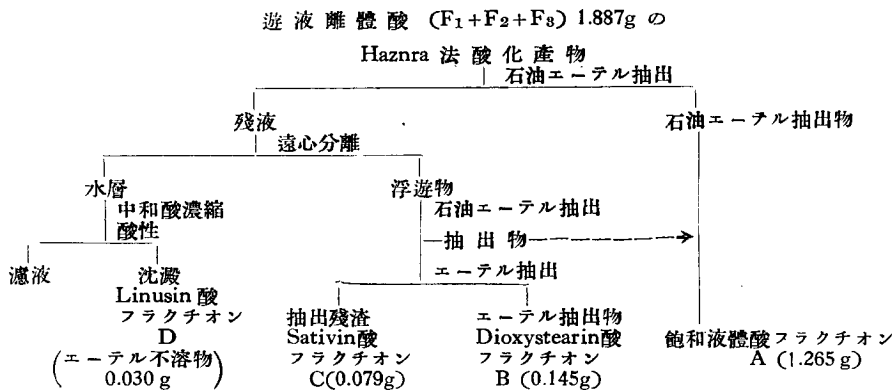 遊液離體酸 (F₁+F₂+F₃) 1.887g の
Haznra 法酸化產物
石油エーテル抽出
殘液
石油エーテル抽出物
遠心分離
水層
浮遊物
中和酸濃縮
酸性
石油エーテル抽出
抽出物
エーテル抽出
濾液
沈澱
Linusin 酸
フラクチオン
D
(エーテル不溶物)
0.030 g
抽出殘渣
Sativin酸
フラクチオン
C(0.079g)
エーテル抽出物
Dioxystearin酸
フラクチオン
B (0.145g)
飽和液體酸フラクチオン
A (1.265 g)